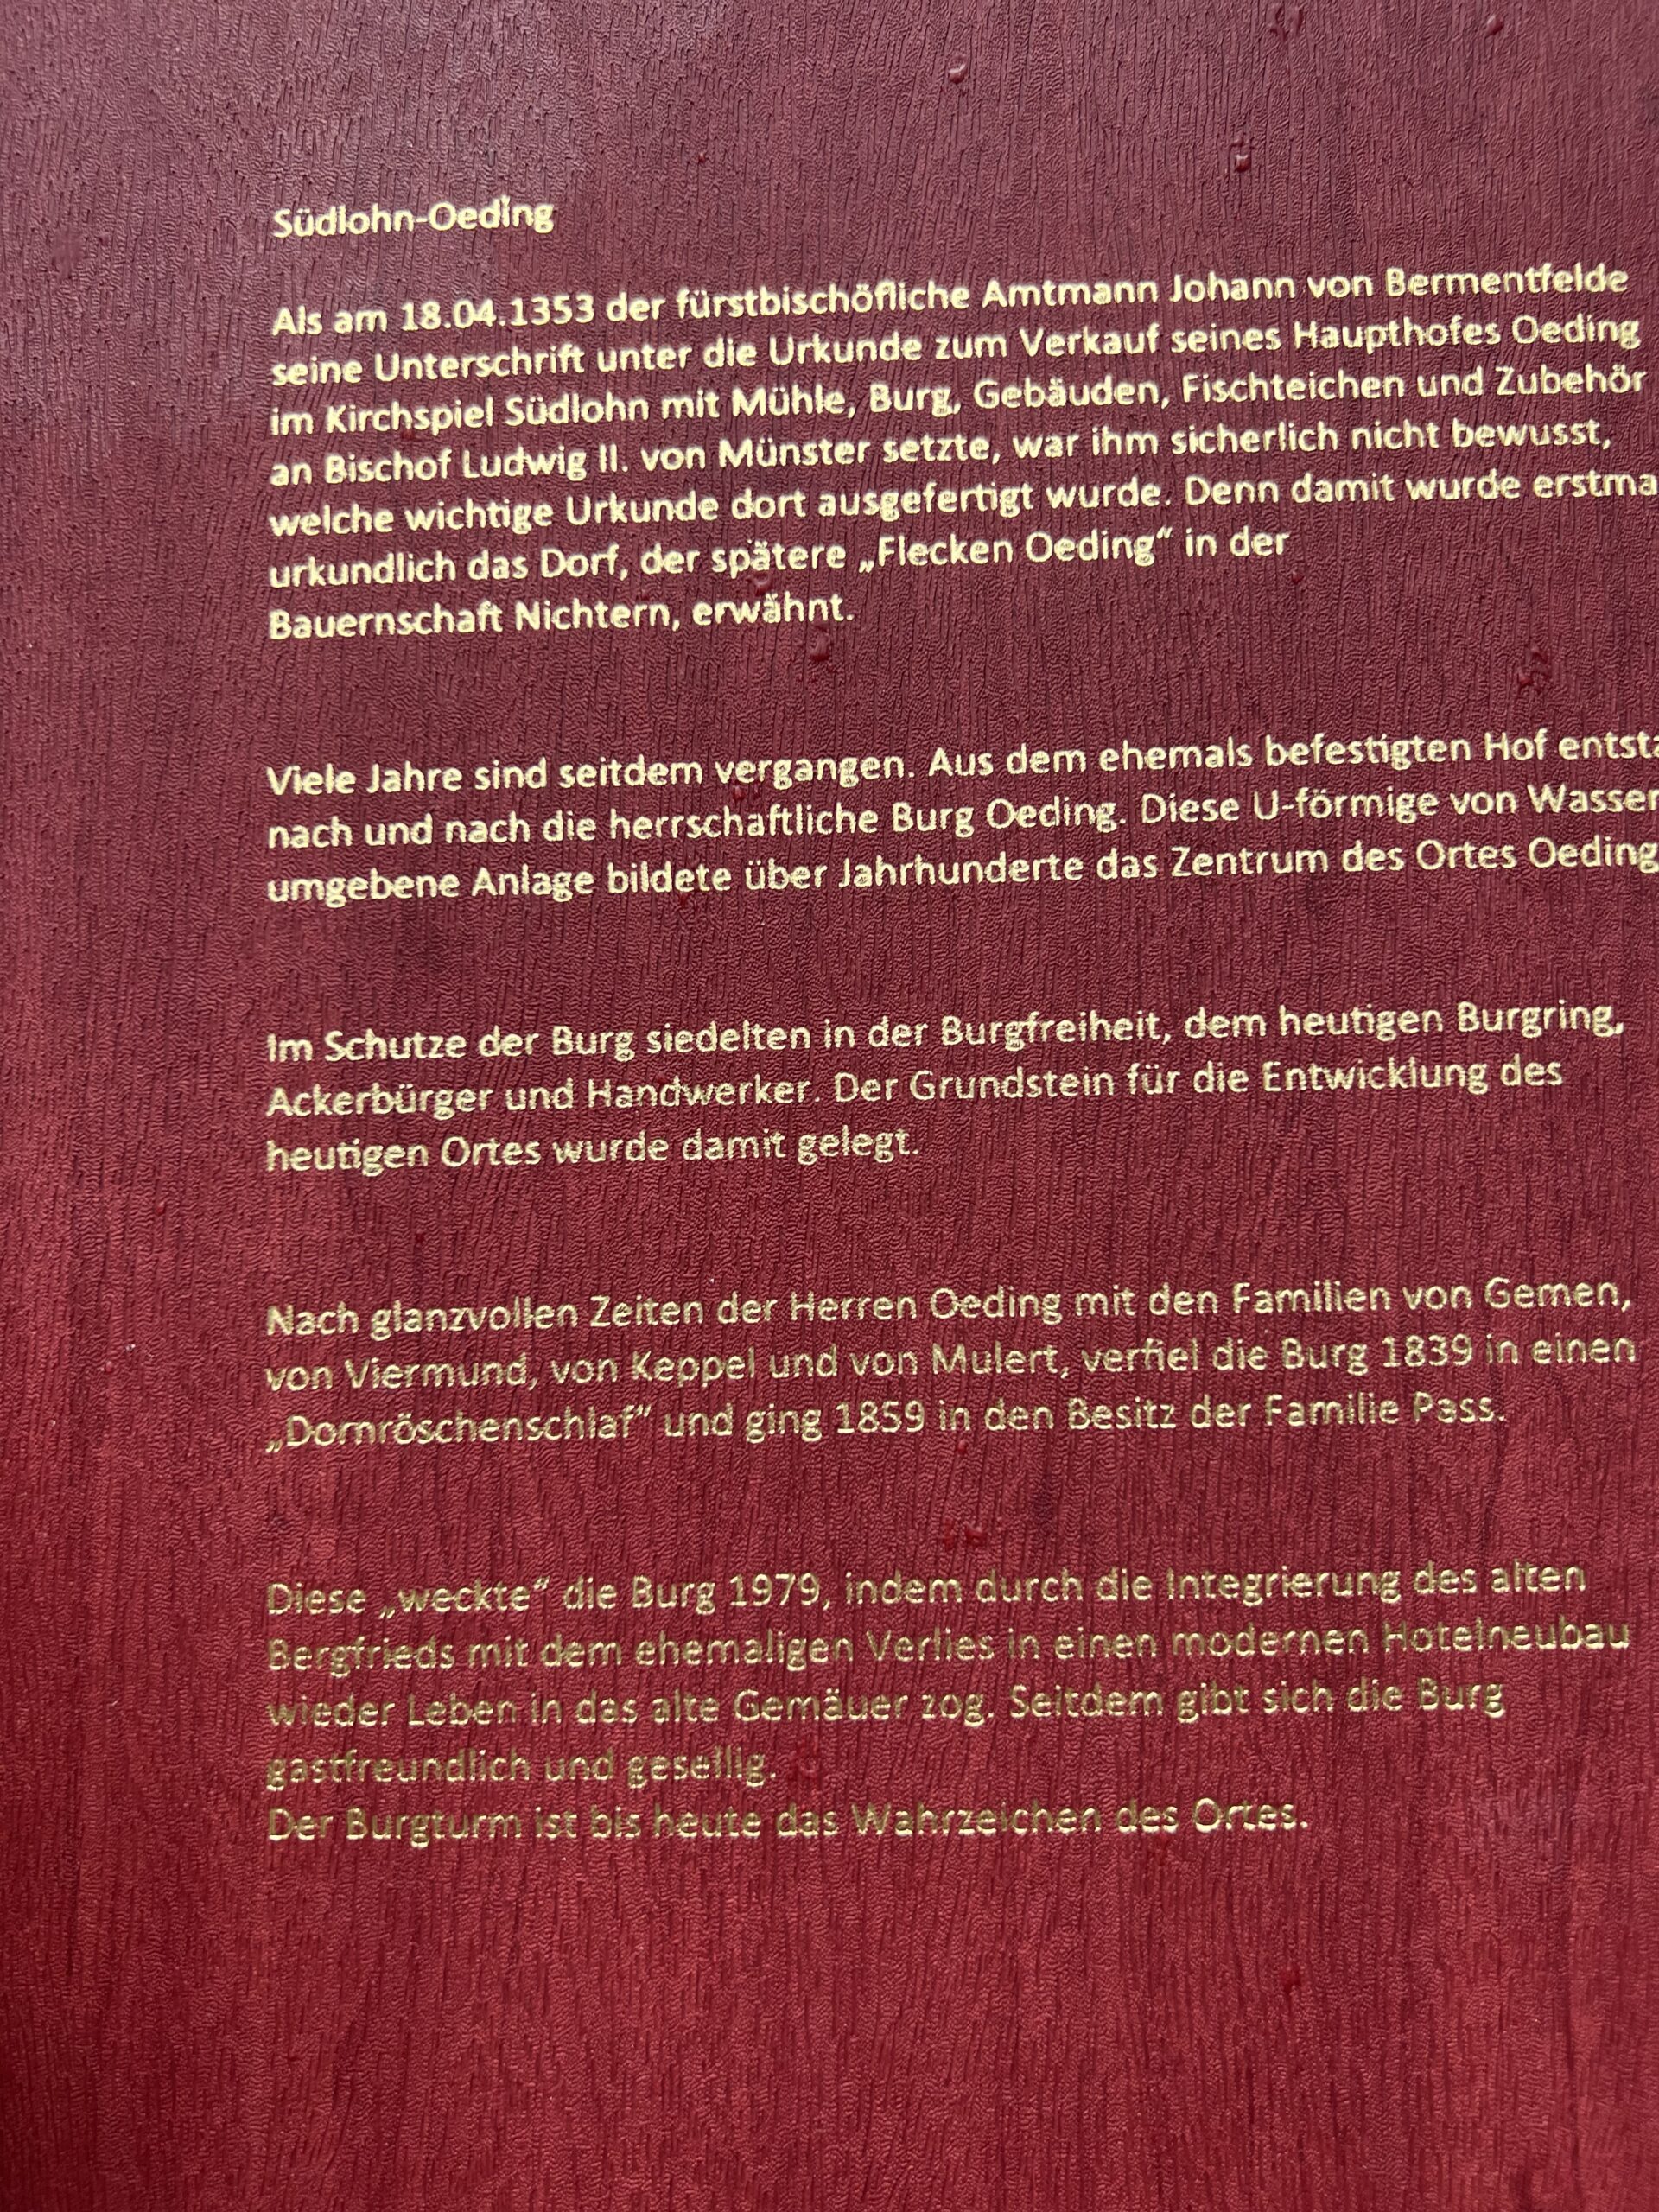 Südlohn-Oeding
Als am 18.04.1353 der fürstbischöfliche Amtmann Johann von Bermentfelde
seine Unterschrift unter die Urkunde zum Verkauf seines Haupthofes Oeding
im Kirchspiel Südlohn mit Mühle, Burg, Gebäuden, Fischteichen und Zubehör
an Bischof Ludwig II. von Münster setzte, war ihm sicherlich nicht bewusst,
welche wichtige Urkunde dort ausgefertigt wurde. Denn damit wurde erstma
urkundlich das Dorf, der spätere „Flecken Oeding“ in der
Bauernschaft Nichtern, erwähnt.
Viele Jahre sind seitdem vergangen. Aus dem ehemals befestigten Hof entsta
nach und nach die herrschaftliche Burg Oeding. Diese U-förmige von Wasser
umgebene Anlage bildete über Jahrhunderte das Zentrum des Ortes Oeding
Im Schutze der Burg siedelten in der Burgfreiheit, dem heutigen Burgring,
Ackerbürger und Handwerker. Der Grundstein für die Entwicklung des
heutigen Ortes wurde damit gelegt.
Nach glanzvollen Zeiten der Herren Oeding mit den Familien von Gemen,
von Viermund, von Keppel und von Mulert, verfiel die Burg 1839 in einen
„Dornröschenschlaf“ und ging 1859 in den Besitz der Familie Pass.
Diese „weckte“ die Burg 1979, indem durch die Integrierung des alten
Bergfrieds mit dem ehemaligen Verlies in einen modernen Hotelneubau
wieder Leben in das alte Gemäuer zog. Seitdem gibt sich die Burg
gastfreundlich und gesellig.
Der Burgturm ist bis heute das Wahrzeichen des Ortes.